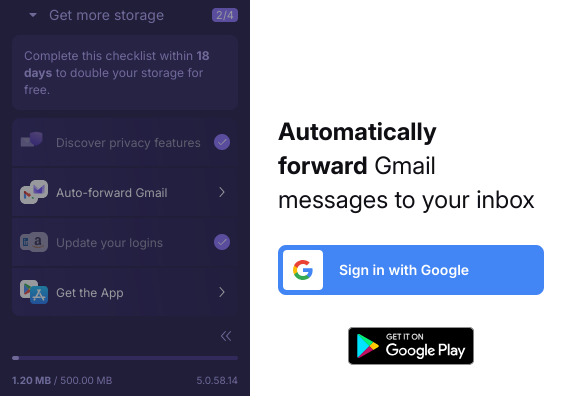 Get more storage
2/4
Complete this checklist within 18
days to double your storage for
free.
Discover privacy features
Auto-forward Gmail
Update your logins
Get the App
1.20 MB / 500.00 MB
5.0.58.14
Automatically
forward Gmail
messages to your inbox
Sign in with Google
GET IT ON
Google Play